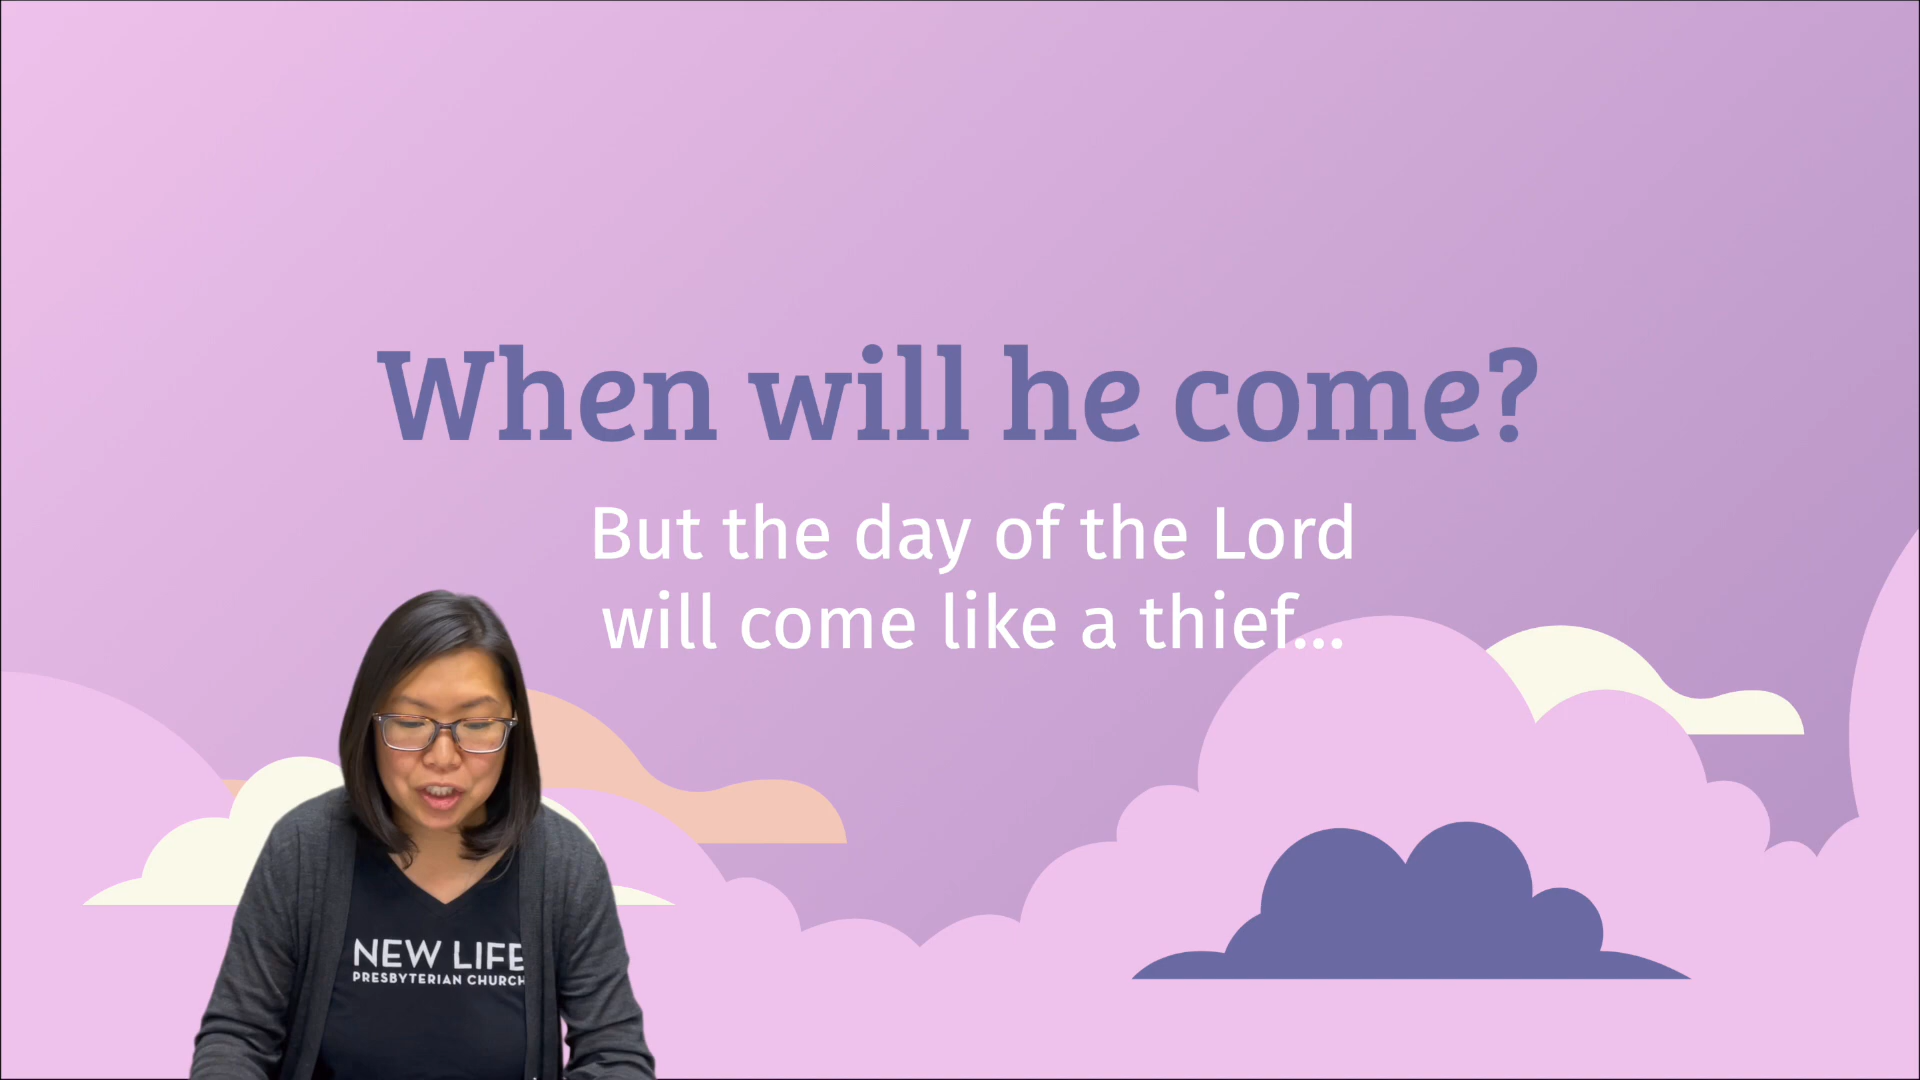 When will he come?
But the day of the Lord
will come like a thief...
NEW LIFE
PRESBYTERIAN CHURCH